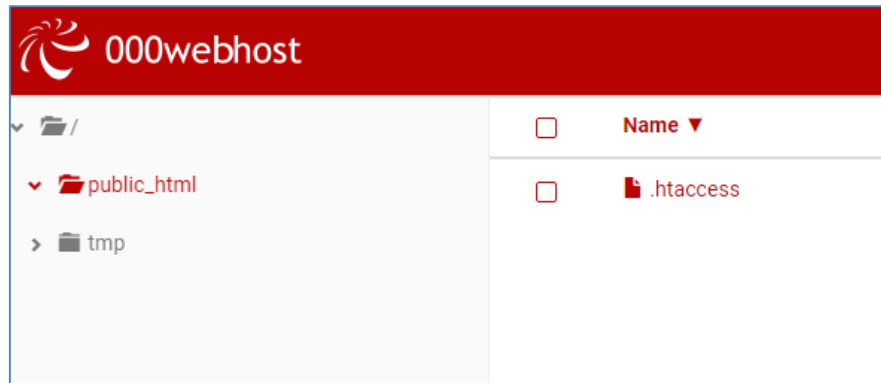 000webhost
/
Name ▼
public_html
.htaccess
tmp